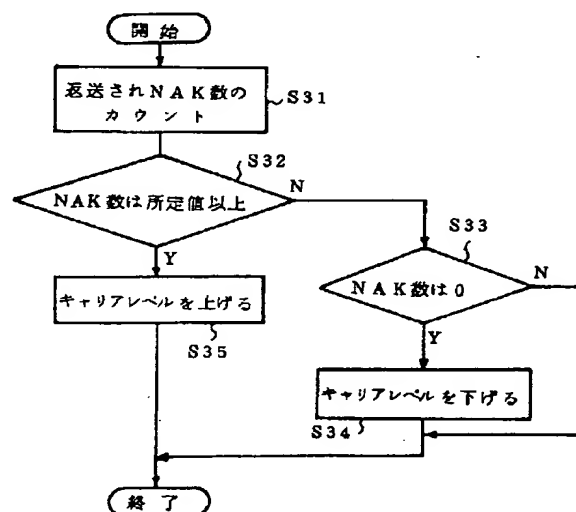 開始
返送されNAK数の
カウント
S31
S32
NAK数は所定値以上
N
Y
S33
NAK数は0
N
Y
キャリアレベルを上げる
S35
キャリアレベルを下げる
S34
終了